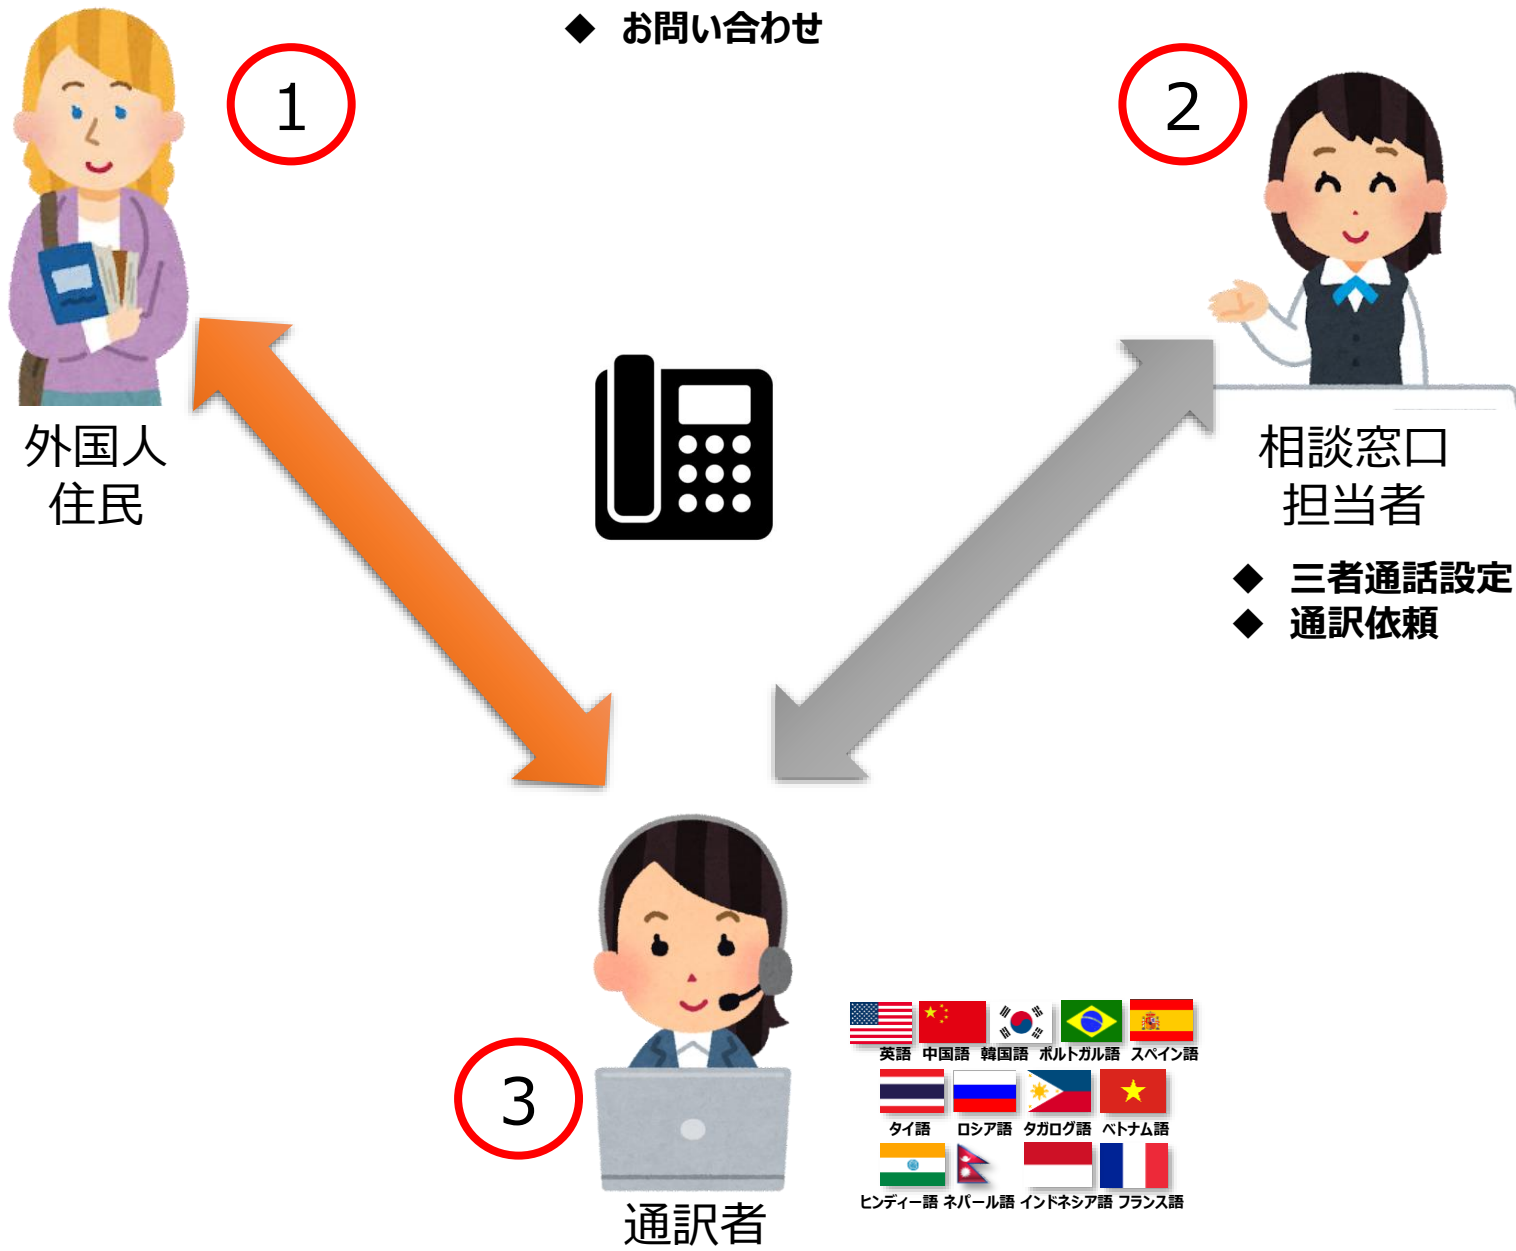 ◆ お問い合わせ
1
2
外国人
住民
相談窓口
担当者
◆ 三者通話設定
◆ 通訳依頼
3
通訳者
英語 中国語 韓国語 ポルトガル語 スペイン語
タイ語 ロシア語 タガログ語 ベトナム語
ヒンディー語 ネパール語 インドネシア語 フランス語